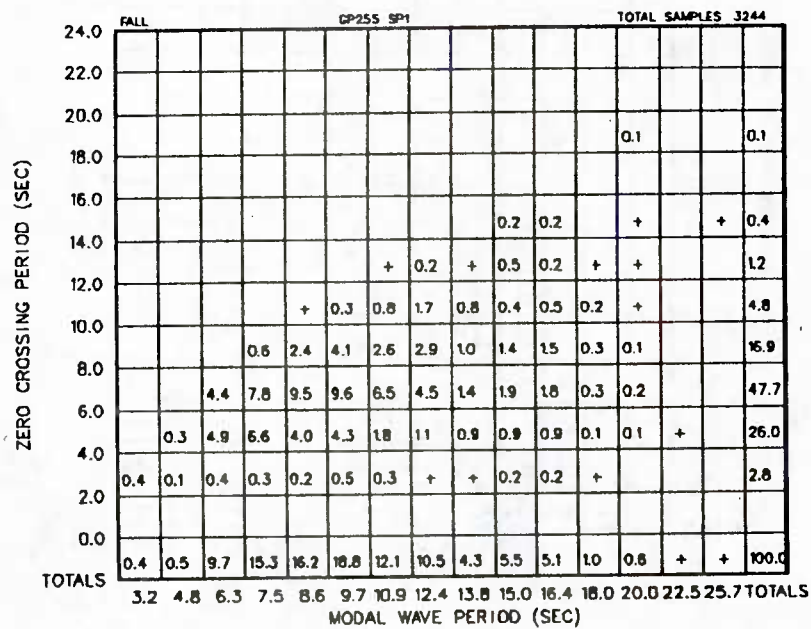 FALL GP255 SP1 TOTAL SAMPLES 3244
24.0
22.0
20.0
0.1 0.1
18.0
16.0
0.2 0.2 + + 0.4
14.0
+ 0.2 + 0.5 0.2 + + 1.2
12.0
+ 0.3 0.8 1.7 0.8 0.4 0.5 0.2 + 4.8
10.0
0.6 2.4 4.1 2.6 2.9 1.0 1.4 1.5 0.3 0.1 16.9
8.0
4.4 7.8 9.5 9.6 6.5 4.5 1.4 1.9 1.8 0.3 0.2 47.7
6.0
0.3 4.9 6.6 4.0 4.3 1.8 1.1 0.9 0.9 0.9 0.1 0.1 + 26.0
4.0
0.4 0.1 0.4 0.3 0.2 0.5 0.3 + + 0.2 0.2 + 2.8
2.0
0.0
0.4 0.5 9.7 15.3 16.2 18.8 12.1 10.5 4.3 5.5 5.1 1.0 0.6 + + 100.0
TOTALS
3.2 4.8 6.3 7.5 8.6 9.7 10.9 12.4 13.8 15.0 16.4 18.0 20.0 22.5 25.7 TOTALS
MODAL WAVE PERIOD (SEC)
ZERO CROSSING PERIOD (SEC)